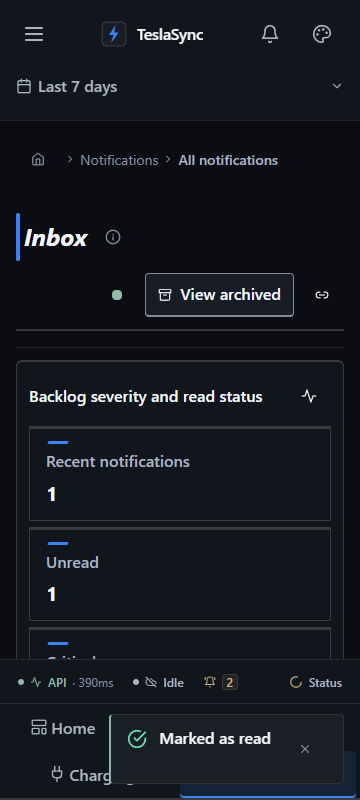 TeslaSync
Last 7 days
Notifications
All notifications
Inbox
View archived
Backlog severity and read status
Recent notifications
1
Unread
1
API · 390ms
Idle
2
Status
Home
Marked as read